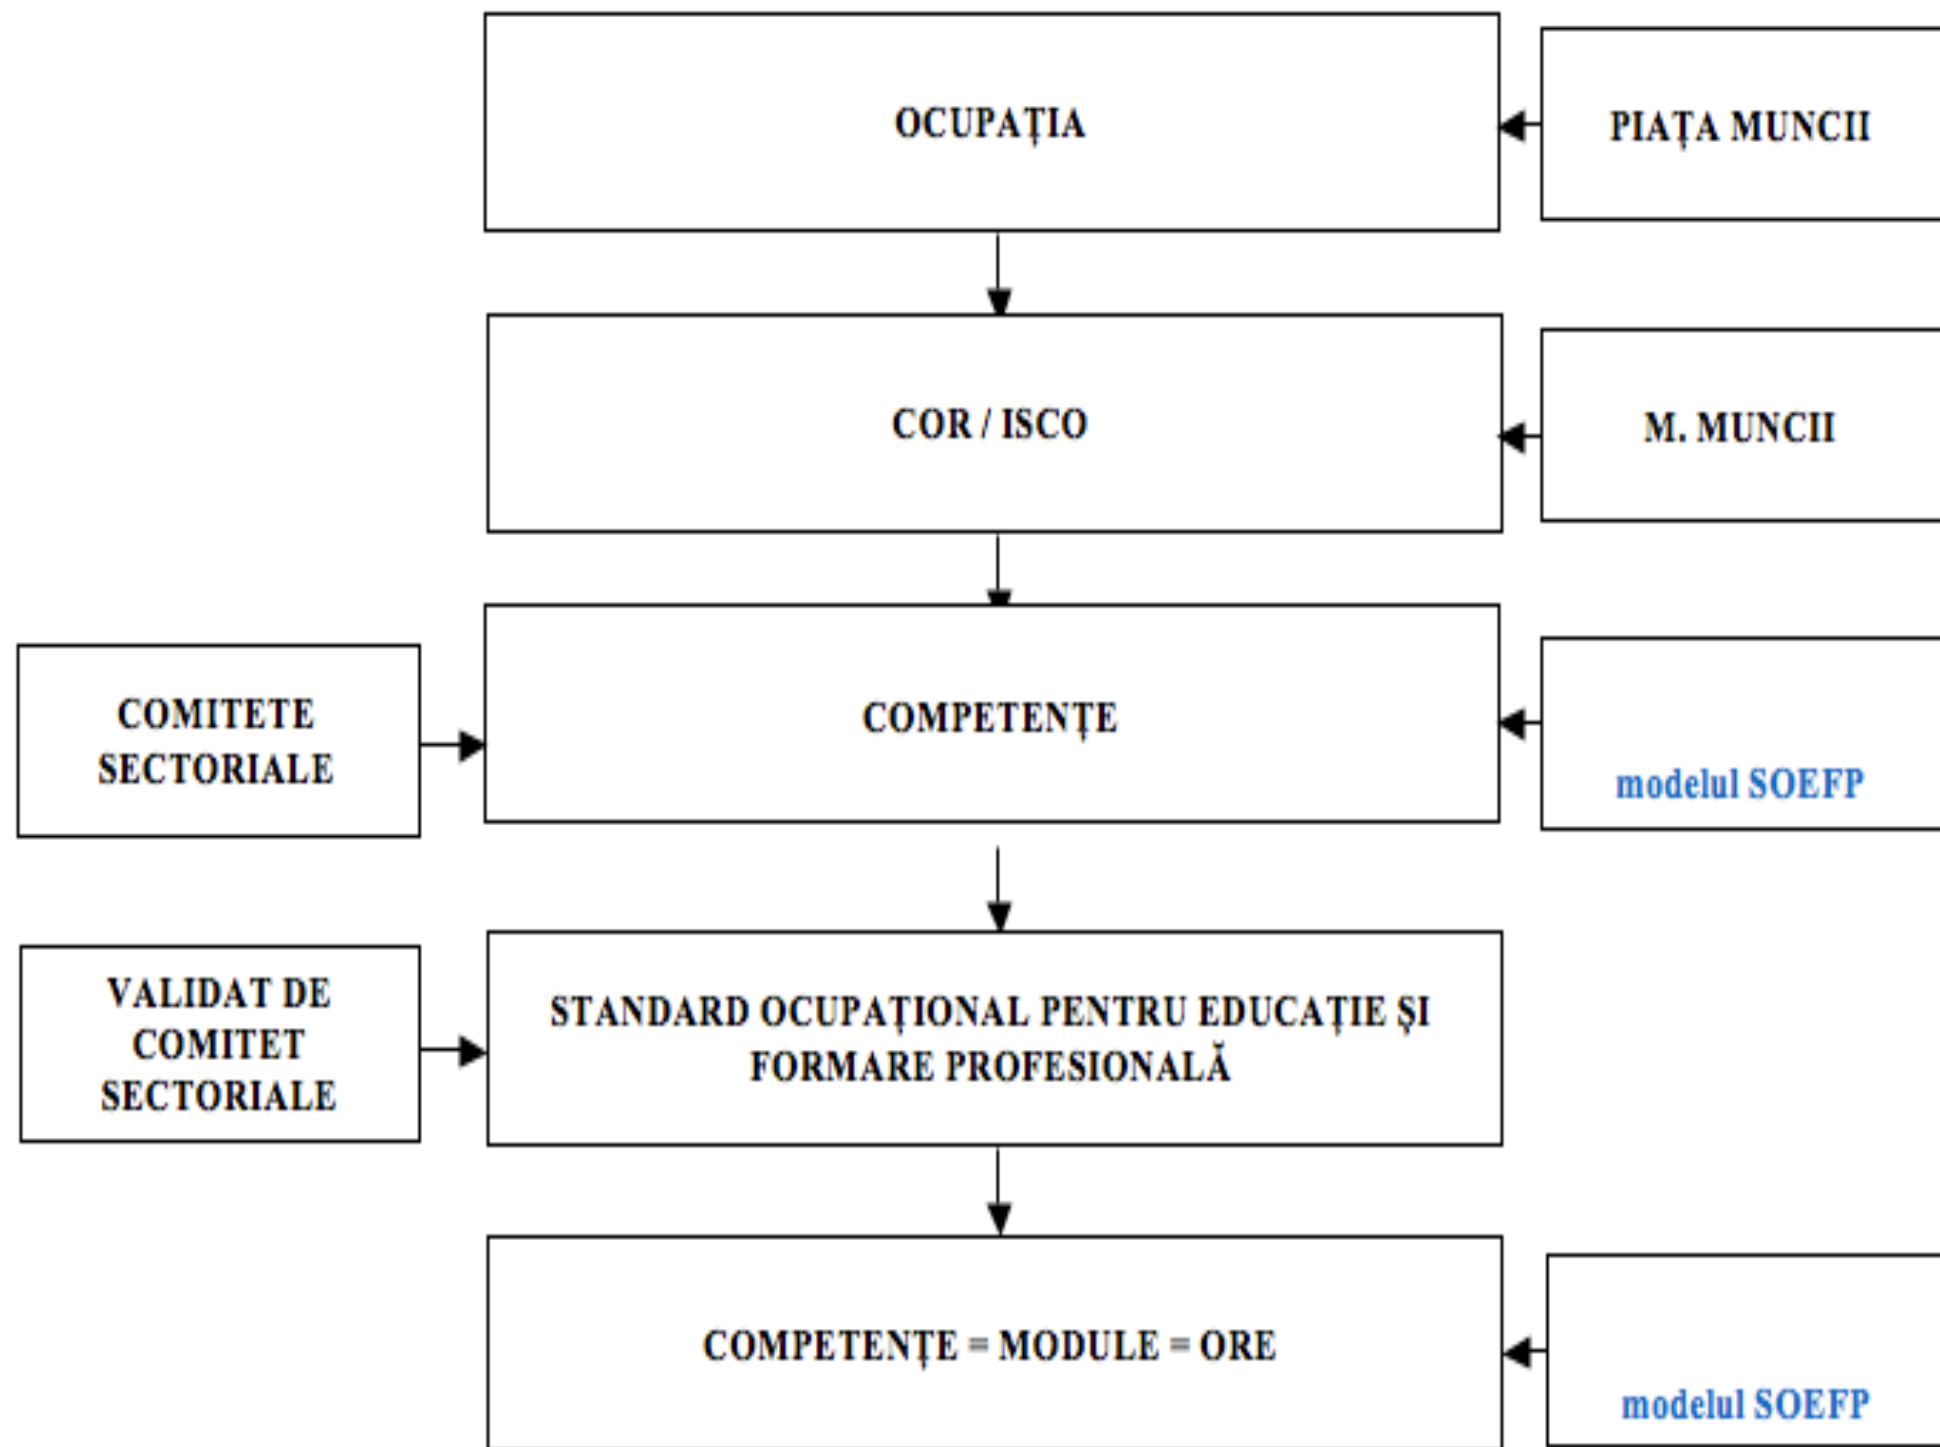 OCUPAȚIA
PIAȚA MUNCII
COR / ISCO
M. MUNCII
COMITETE
SECTORIALE
COMPETENȚE
modelul SOEFP
VALIDAT DE
COMITET
SECTORIALE
STANDARD OCUPAȚIONAL PENTRU EDUCAȚIE ȘI
FORMARE PROFESIONALĂ
COMPETENȚE = MODULE = ORE
modelul SOEFP